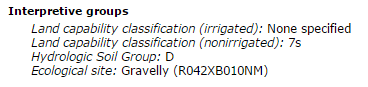 Interpretive groups
Land capability classification (irrigated): None specified
Land capability classification (nonirrigated): 7s
Hydrologic Soil Group: D
Ecological site: Gravelly (R042XB010NM)